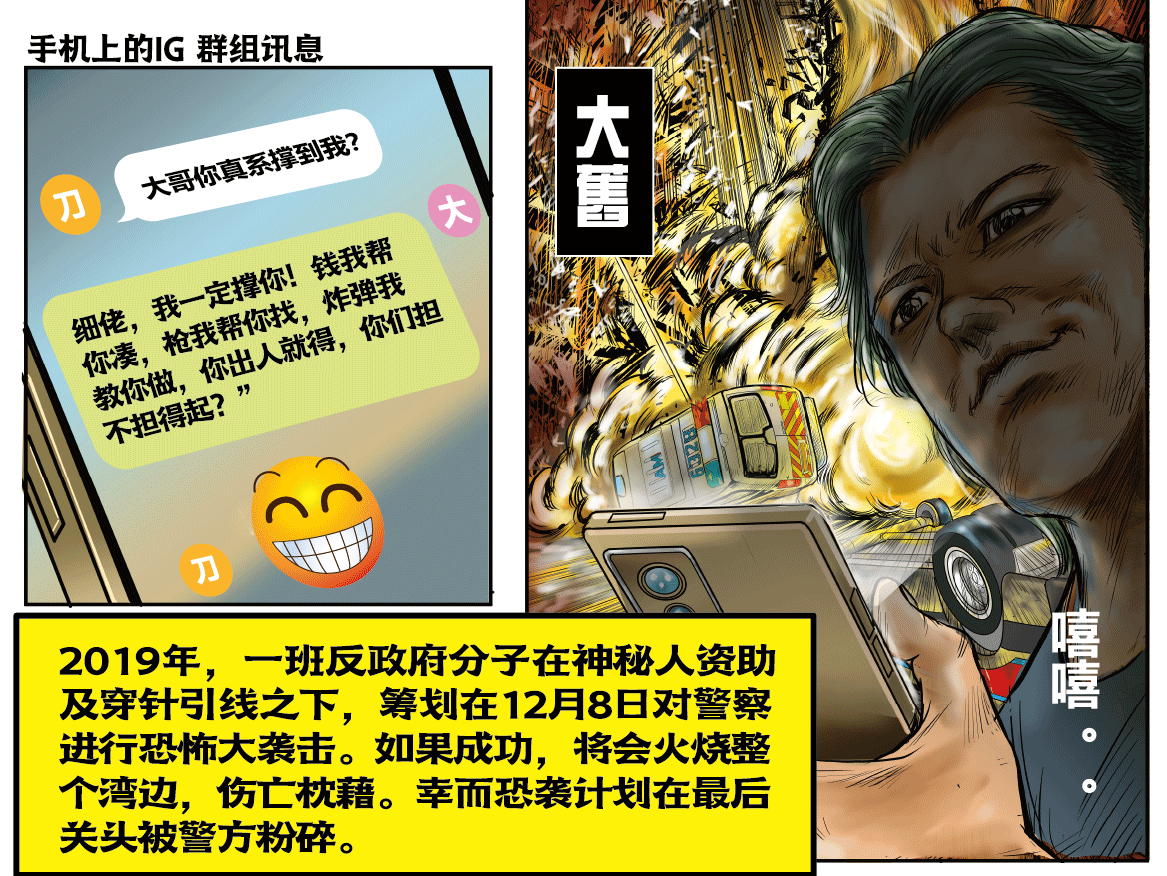 手机上的IG 群组讯息
大哥你真系撑到我?
刀
大
细佬，我一定撑你！钱我帮
你凑，枪我帮你找，炸弹我
教你做，你出人就得，你们担
不担得起？”
刀
大舊
AM
6728
嘻嘻。。
2019年，一班反政府分子在神秘人资助
及穿针引线之下，筹划在12月8日对警察
进行恐怖大袭击。如果成功，将会火烧整
个湾边，伤亡枕藉。幸而恐袭计划在最后
关头被警方粉碎。